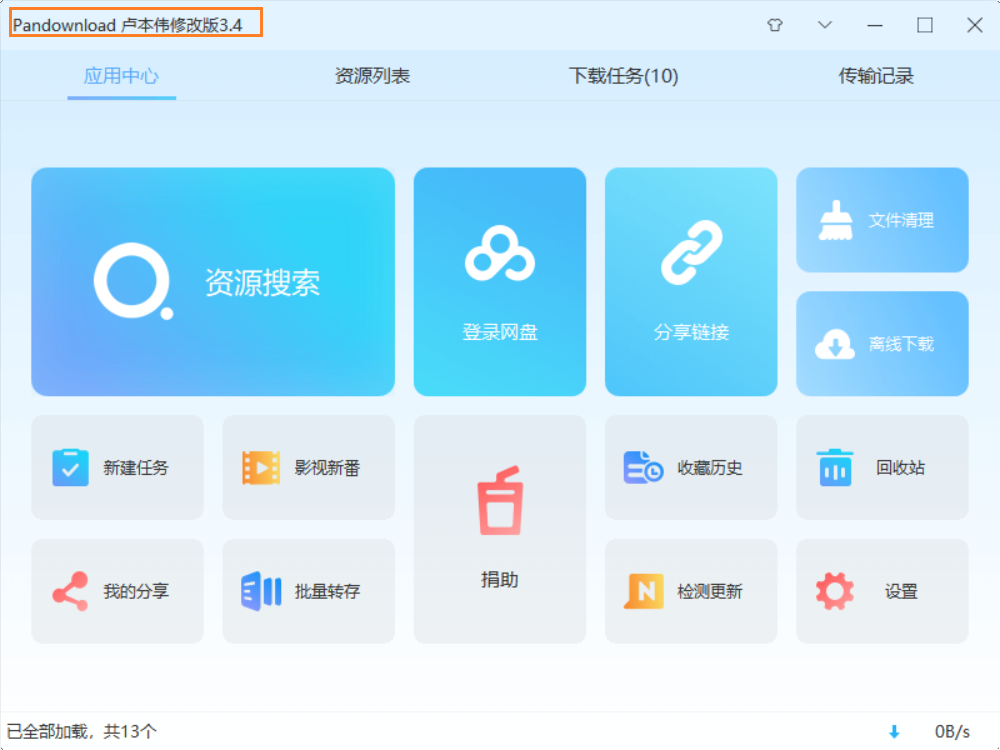 Pandownload 卢本伟修改版3.4
应用中心
资源列表
下载任务(10)
传输记录
资源搜索
登录网盘
分享链接
文件清理
离线下载
新建任务
影视新番
捐助
收藏历史
回收站
我的分享
批量转存
N
检测更新
设置
已全部加载，共13个
0B/s